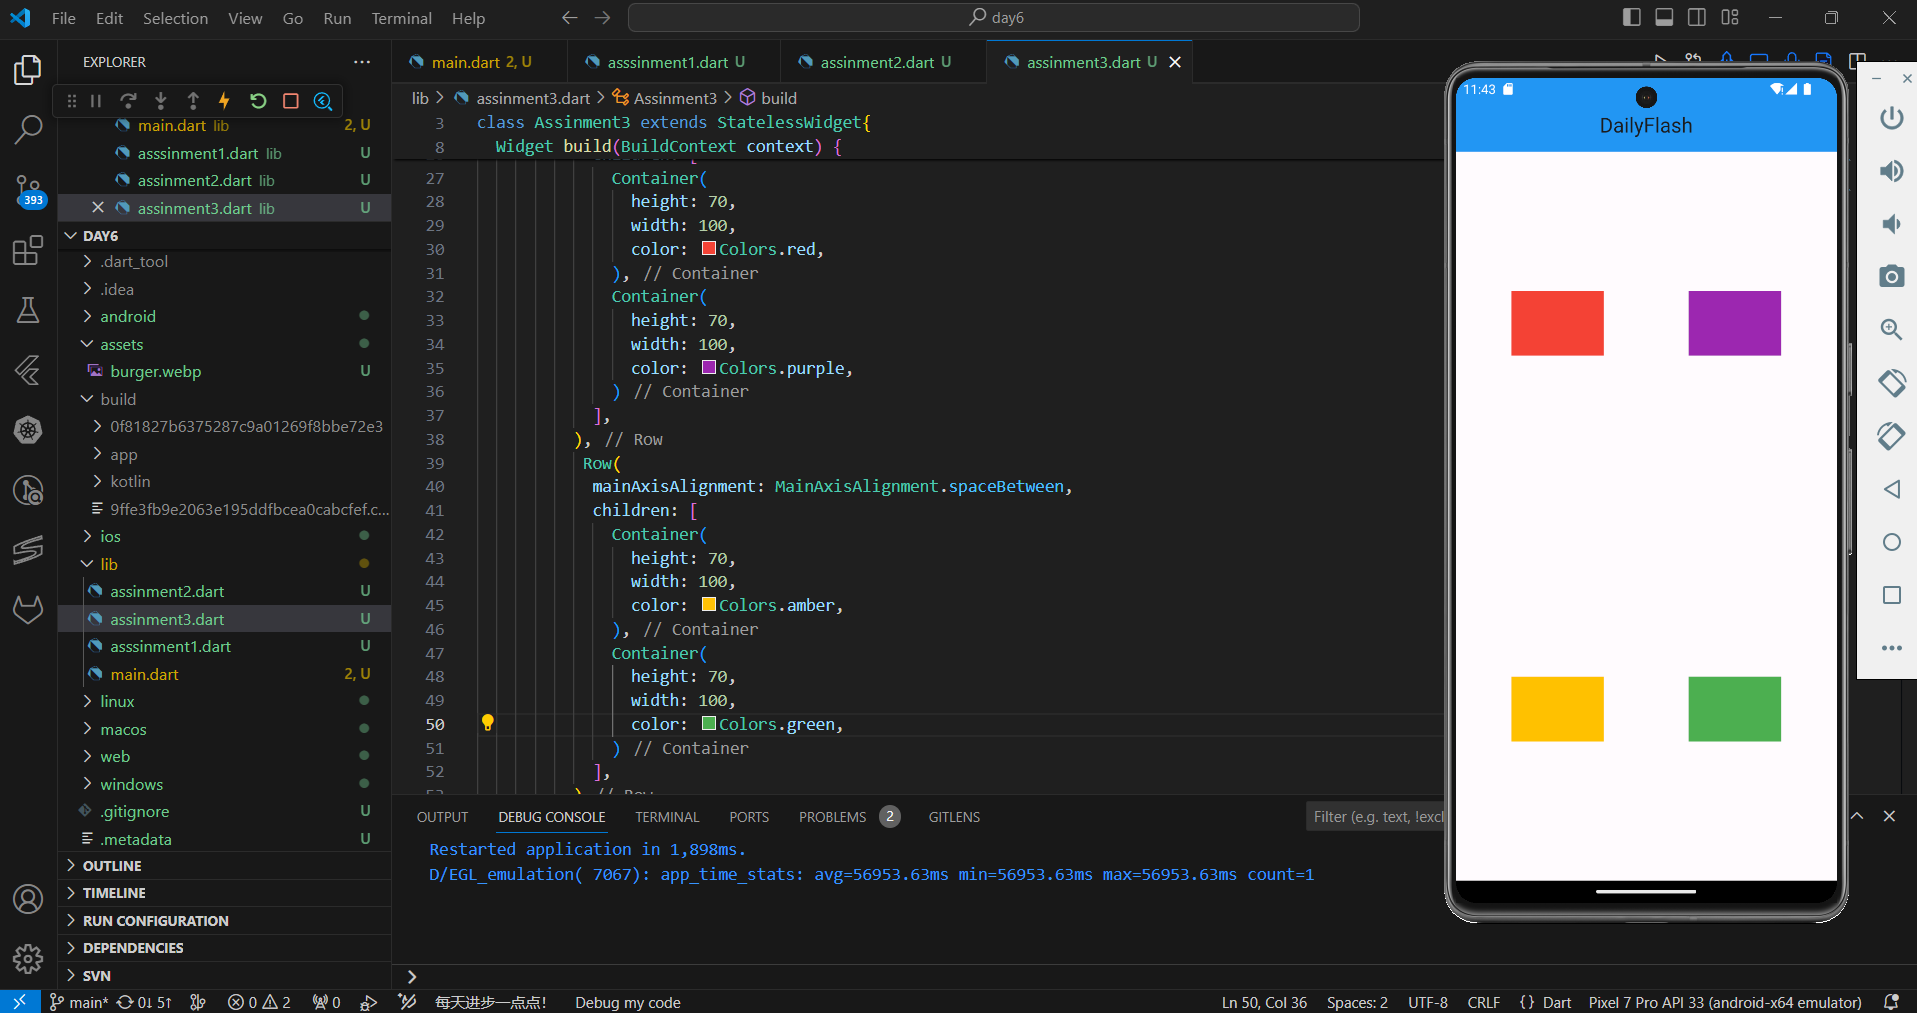 File Edit Selection View Go Run Terminal Help
day6
EXPLORER
main.dart 2, U
asssinment1.dart U
assinment2.dart U
assinment3.dart U
lib > assinment3.dart > Assinment3 > build
main.dart lib 2, U
asssinment1.dart lib U
assinment2.dart lib U
assinment3.dart lib U
DAY6
.dart_tool
.idea
android
assets
burger.webp U
build
0f81827b6375287c9a01269f8bbe72e3
app
kotlin
9ffe3fb9e2063e195ddfbcea0cabcfef.c...
ios
lib
assinment2.dart U
assinment3.dart U
asssinment1.dart U
main.dart 2, U
linux
macos
web
windows
.gitignore U
.metadata U
OUTLINE
TIMELINE
RUN CONFIGURATION
DEPENDENCIES
SVN
393
3 class Assinment3 extends StatelessWidget{
8 Widget build(BuildContext context) {
27 Container(
28 height: 70,
29 width: 100,
30 color: Colors.red,
31 ), // Container
32 Container(
33 height: 70,
34 width: 100,
35 color: Colors.purple,
36 ) // Container
37 ],
38 ), // Row
39 Row(
40 mainAxisAlignment: MainAxisAlignment.spaceBetween,
41 children: [
42 Container(
43 height: 70,
44 width: 100,
45 color: Colors.amber,
46 ), // Container
47 Container(
48 height: 70,
49 width: 100,
50 color: Colors.green,
51 ) // Container
52 ],
11:43
DailyFlash
OUTPUT DEBUG CONSOLE TERMINAL PORTS PROBLEMS 2 GITLENS
Filter (e.g. text, !excl
Restarted application in 1,898ms.
D/EGL_emulation( 7067): app_time_stats: avg=56953.63ms min=56953.63ms max=56953.63ms count=1
main* 0↓ 5↑ 0 2 0 每天进步一点点! Debug my code
Ln 50, Col 36 Spaces: 2 UTF-8 CRLF {} Dart Pixel 7 Pro API 33 (android-x64 emulator)